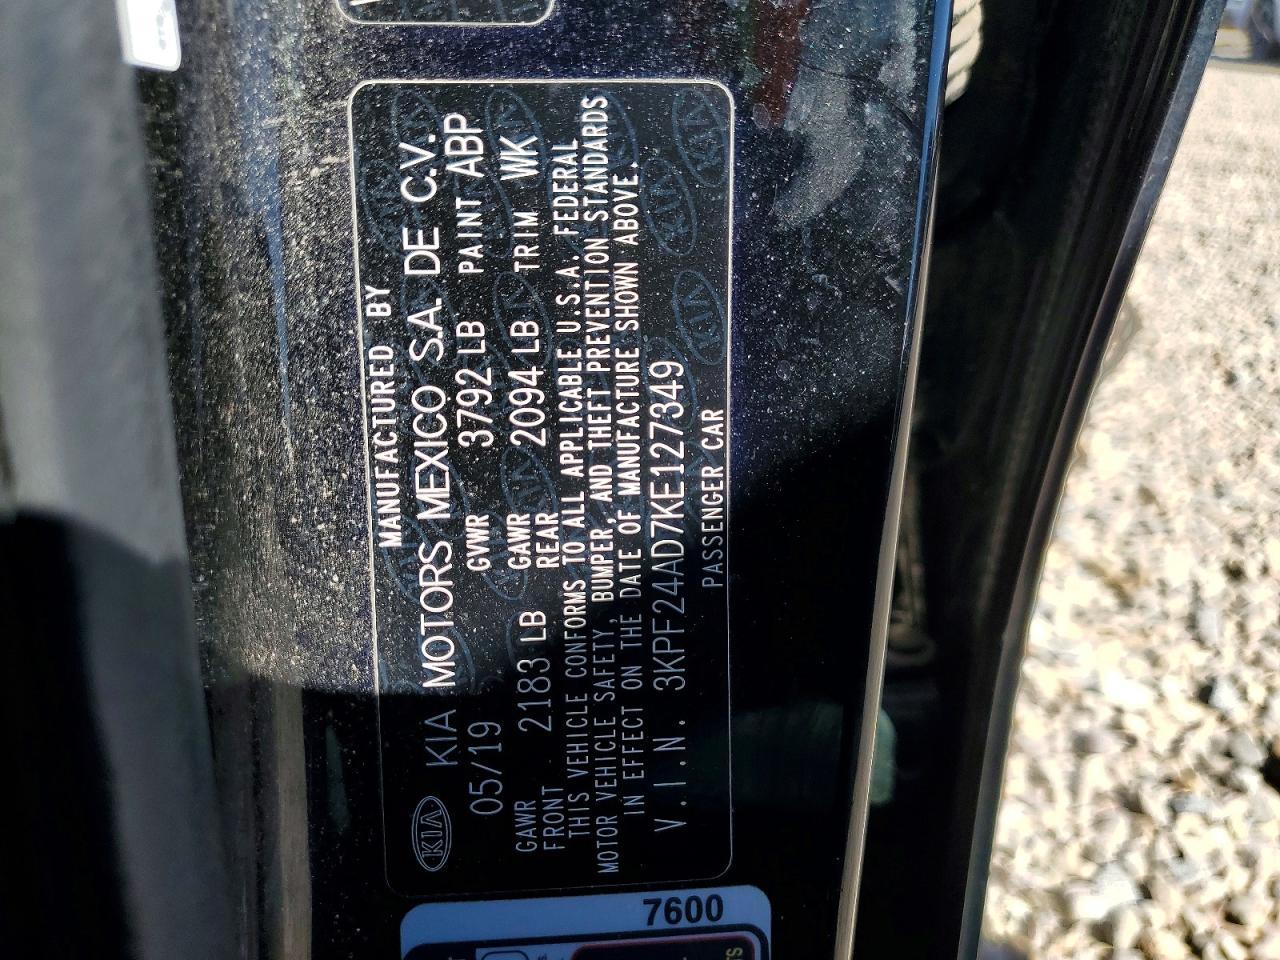 MANUFACTURED BY
KIA KIA MOTORS MEXICO S.A. DE C.V.
05/19 GVWR 3792 LB PAINT ABP
GAWR FRONT 2183 LB GAWR REAR 2094 LB TRIM WK
THIS VEHICLE CONFORMS TO ALL APPLICABLE U.S.A. FEDERAL
MOTOR VEHICLE SAFETY, BUMPER, AND THEFT PREVENTION STANDARDS
IN EFFECT ON THE DATE OF MANUFACTURE SHOWN ABOVE.
V.I.N. 3KPF24AD7KE127349
PASSENGER CAR
7600